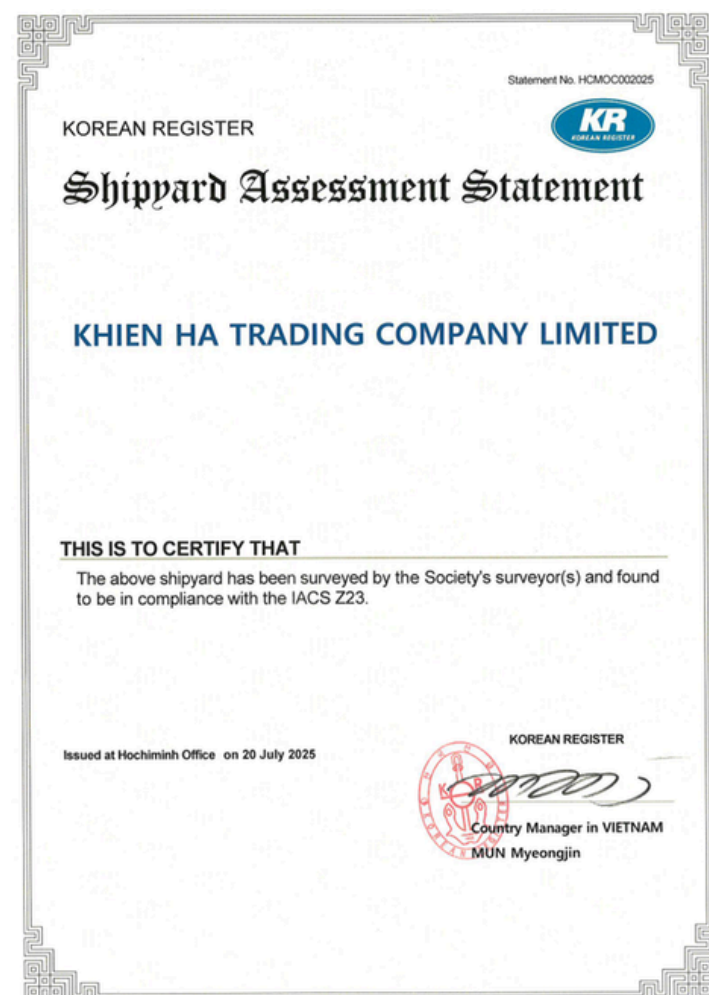 Statement No. HCMOC002025
KR
KOREAN REGISTER
KOREAN REGISTER
Shipyard Assessment Statement
KHIEN HA TRADING COMPANY LIMITED
THIS IS TO CERTIFY THAT
The above shipyard has been surveyed by the Society's surveyor(s) and found
to be in compliance with the IACS Z23.
Issued at Hochiminh Office on 20 July 2025
KOREAN REGISTER
K R
Country Manager in VIETNAM
MUN Myeongjin